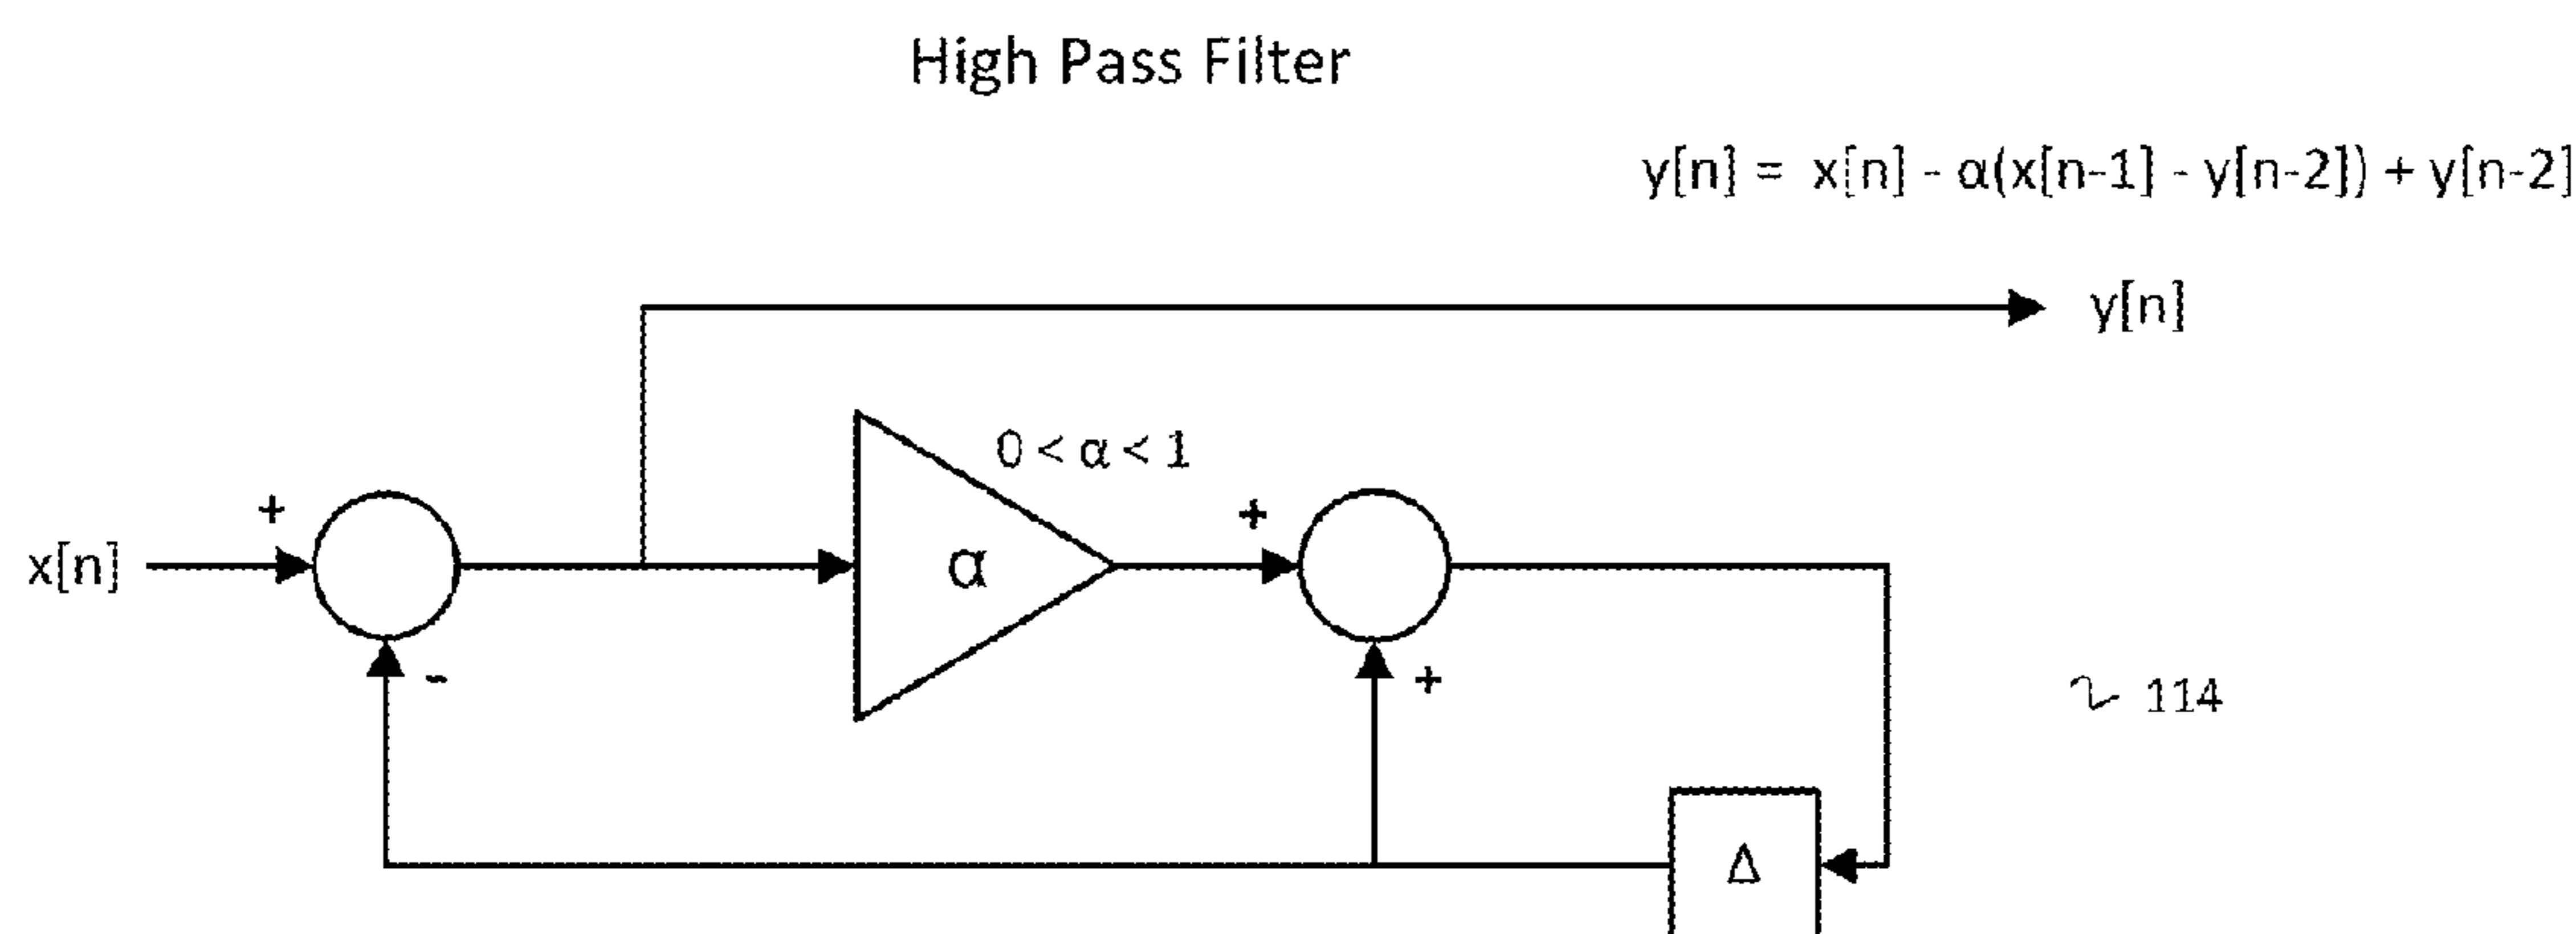 High Pass Filter
y[n] = x[n] - α(x[n-1] - y[n-2]) + y[n-2]
y[n]
0 < α < 1
+
+
x[n]
α
-
+
114
Δ